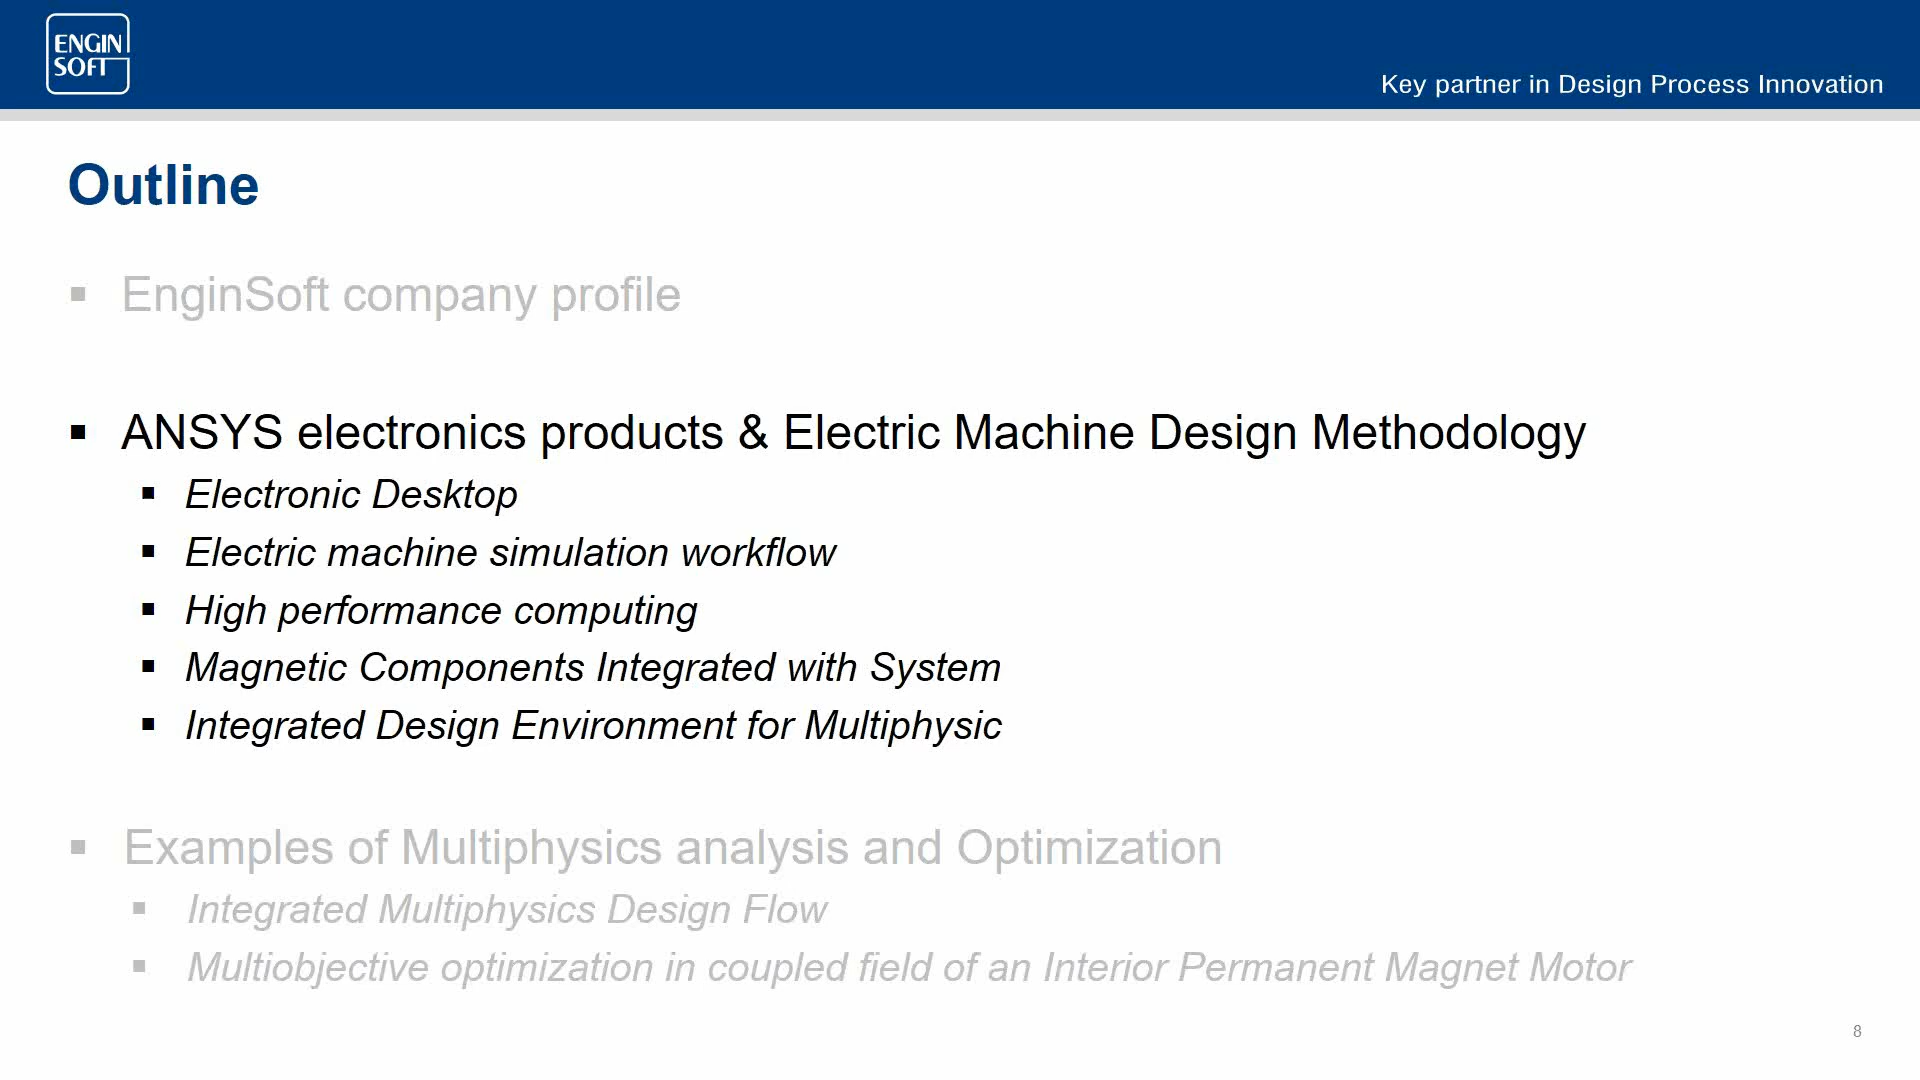 ENGIN
SOFT
Key partner in Design Process Innovation
Outline
▪ EnginSoft company profile
▪ ANSYS electronics products & Electric Machine Design Methodology
▪ Electronic Desktop
▪ Electric machine simulation workflow
▪ High performance computing
▪ Magnetic Components Integrated with System
▪ Integrated Design Environment for Multiphysic
▪ Examples of Multiphysics analysis and Optimization
▪ Integrated Multiphysics Design Flow
▪ Multiobjective optimization in coupled field of an Interior Permanent Magnet Motor
8